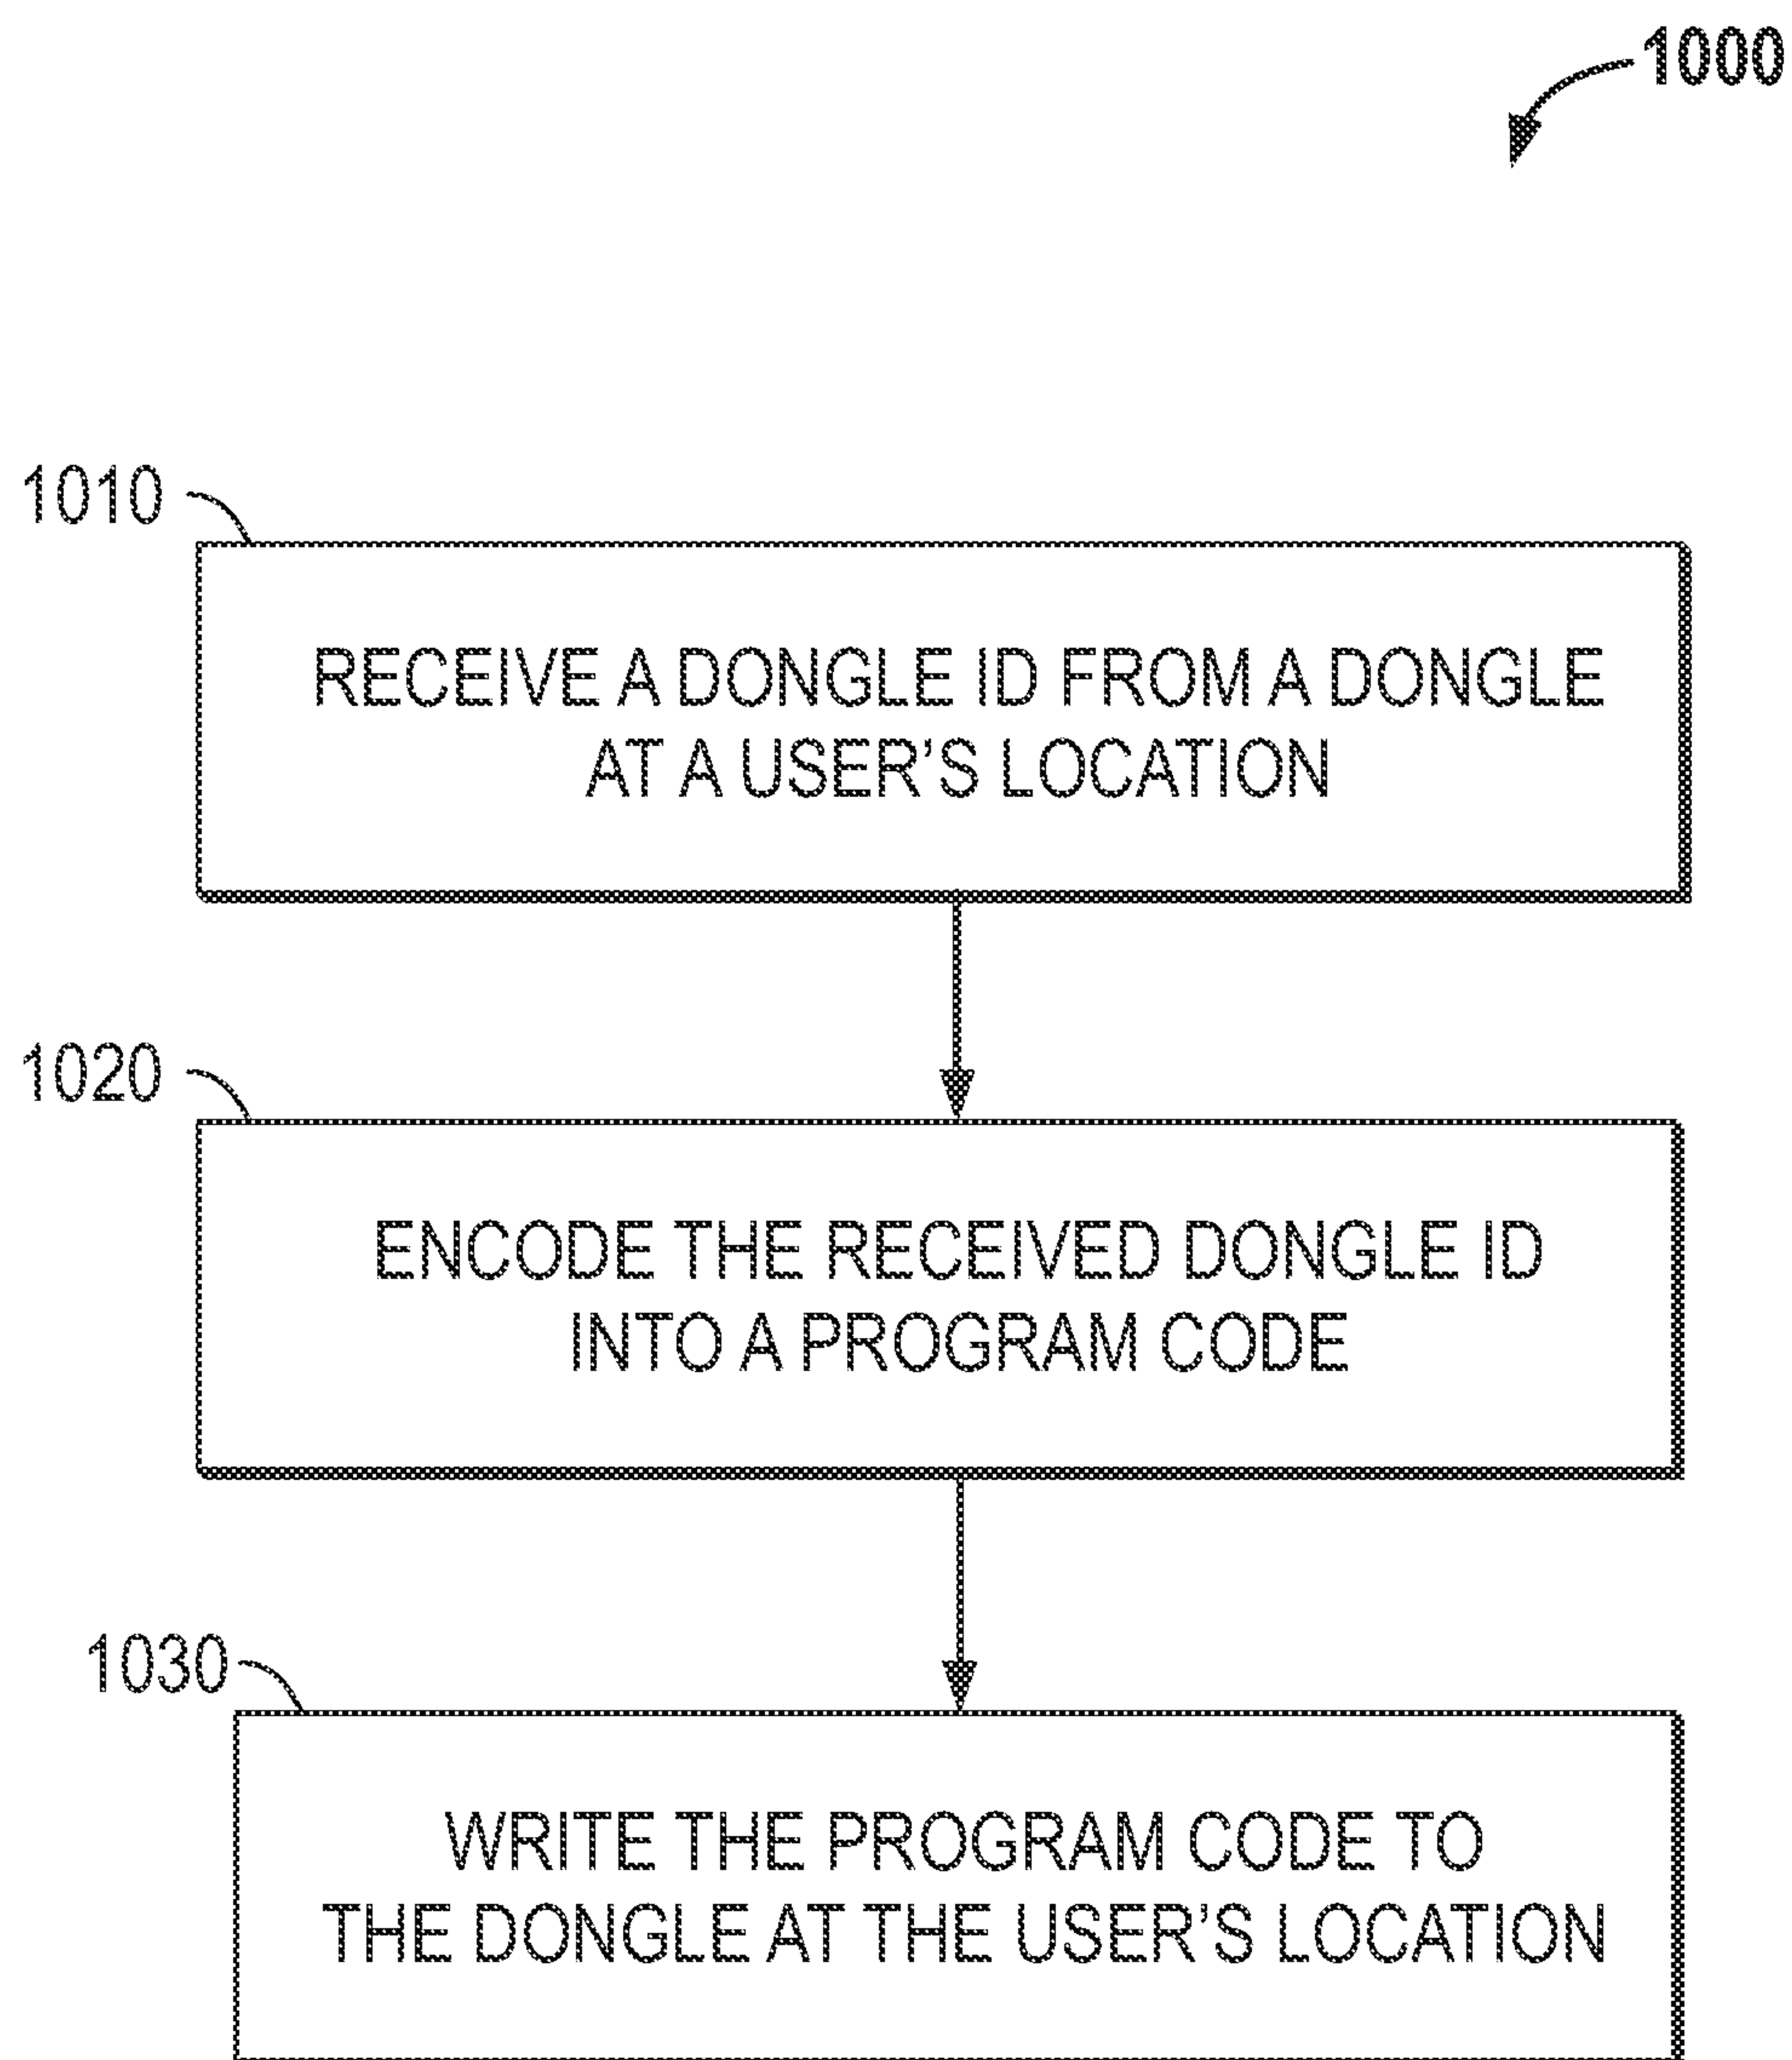 1000
1010
RECEIVE A DONGLE ID FROM A DONGLE
AT A USER'S LOCATION
1020
ENCODE THE RECEIVED DONGLE ID
INTO A PROGRAM CODE
1030
WRITE THE PROGRAM CODE TO
THE DONGLE AT THE USER'S LOCATION